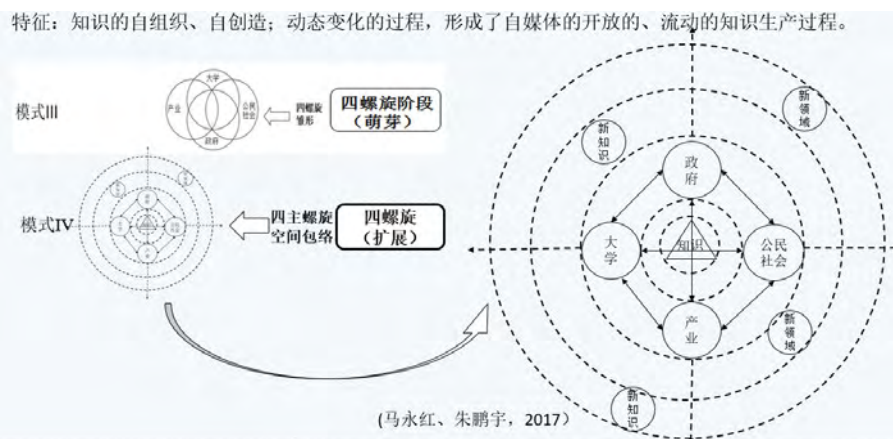 特征：知识的自组织、自创造；动态变化的过程，形成了自媒体的开放的、流动的知识生产过程。
模式III
大学
产业
公民
社会
政府
四螺旋
雏形
四螺旋阶段
（萌芽）
模式IV
四主螺旋
空间包络
四螺旋
（扩展）
新领域
新知识
政府
大学
知识
公民
社会
产业
新领域
新知识
(马永红、朱鹏宇，2017）